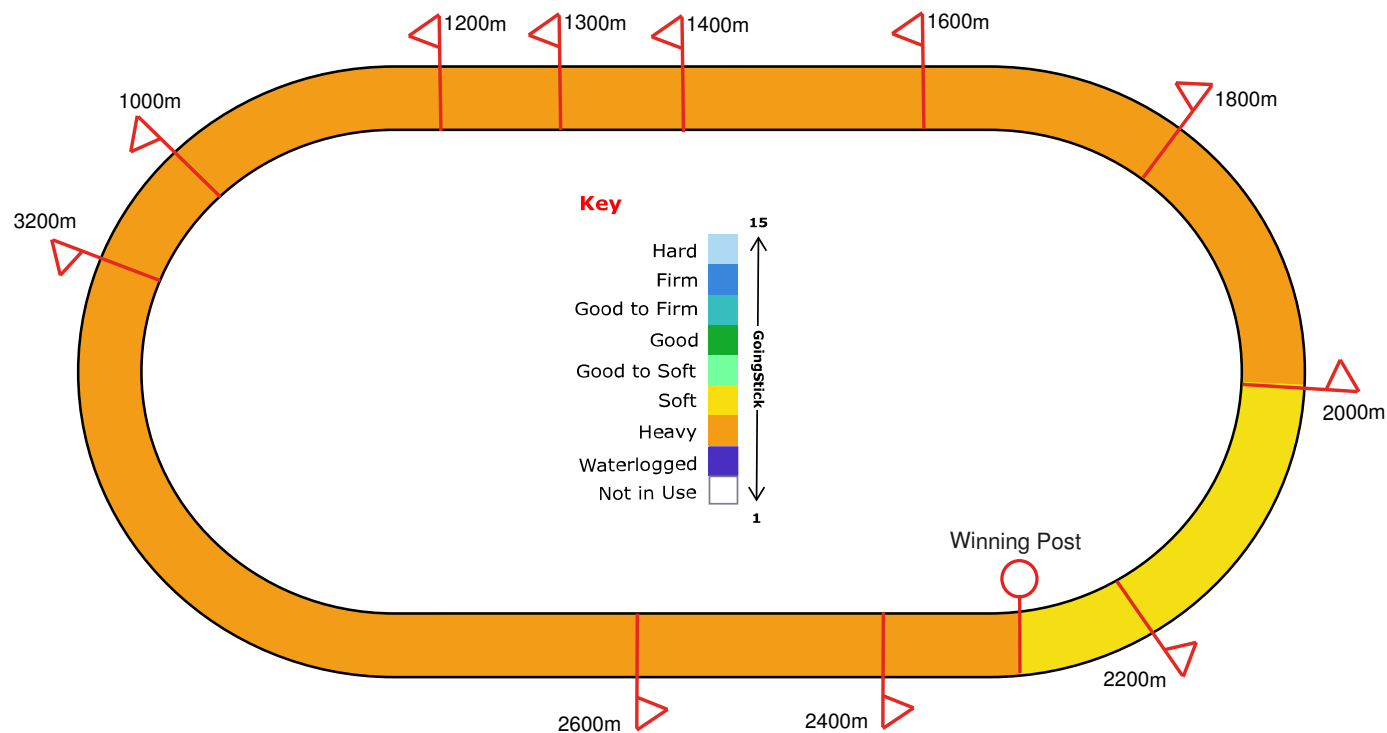 1200m
1300m
1400m
1600m
1000m
1800m
3200m
Key
15
Hard
Firm
Good to Firm
Good
Good to Soft
Soft
Heavy
Waterlogged
Not in Use
GoingStick
1
2000m
Winning Post
2200m
2600m
2400m